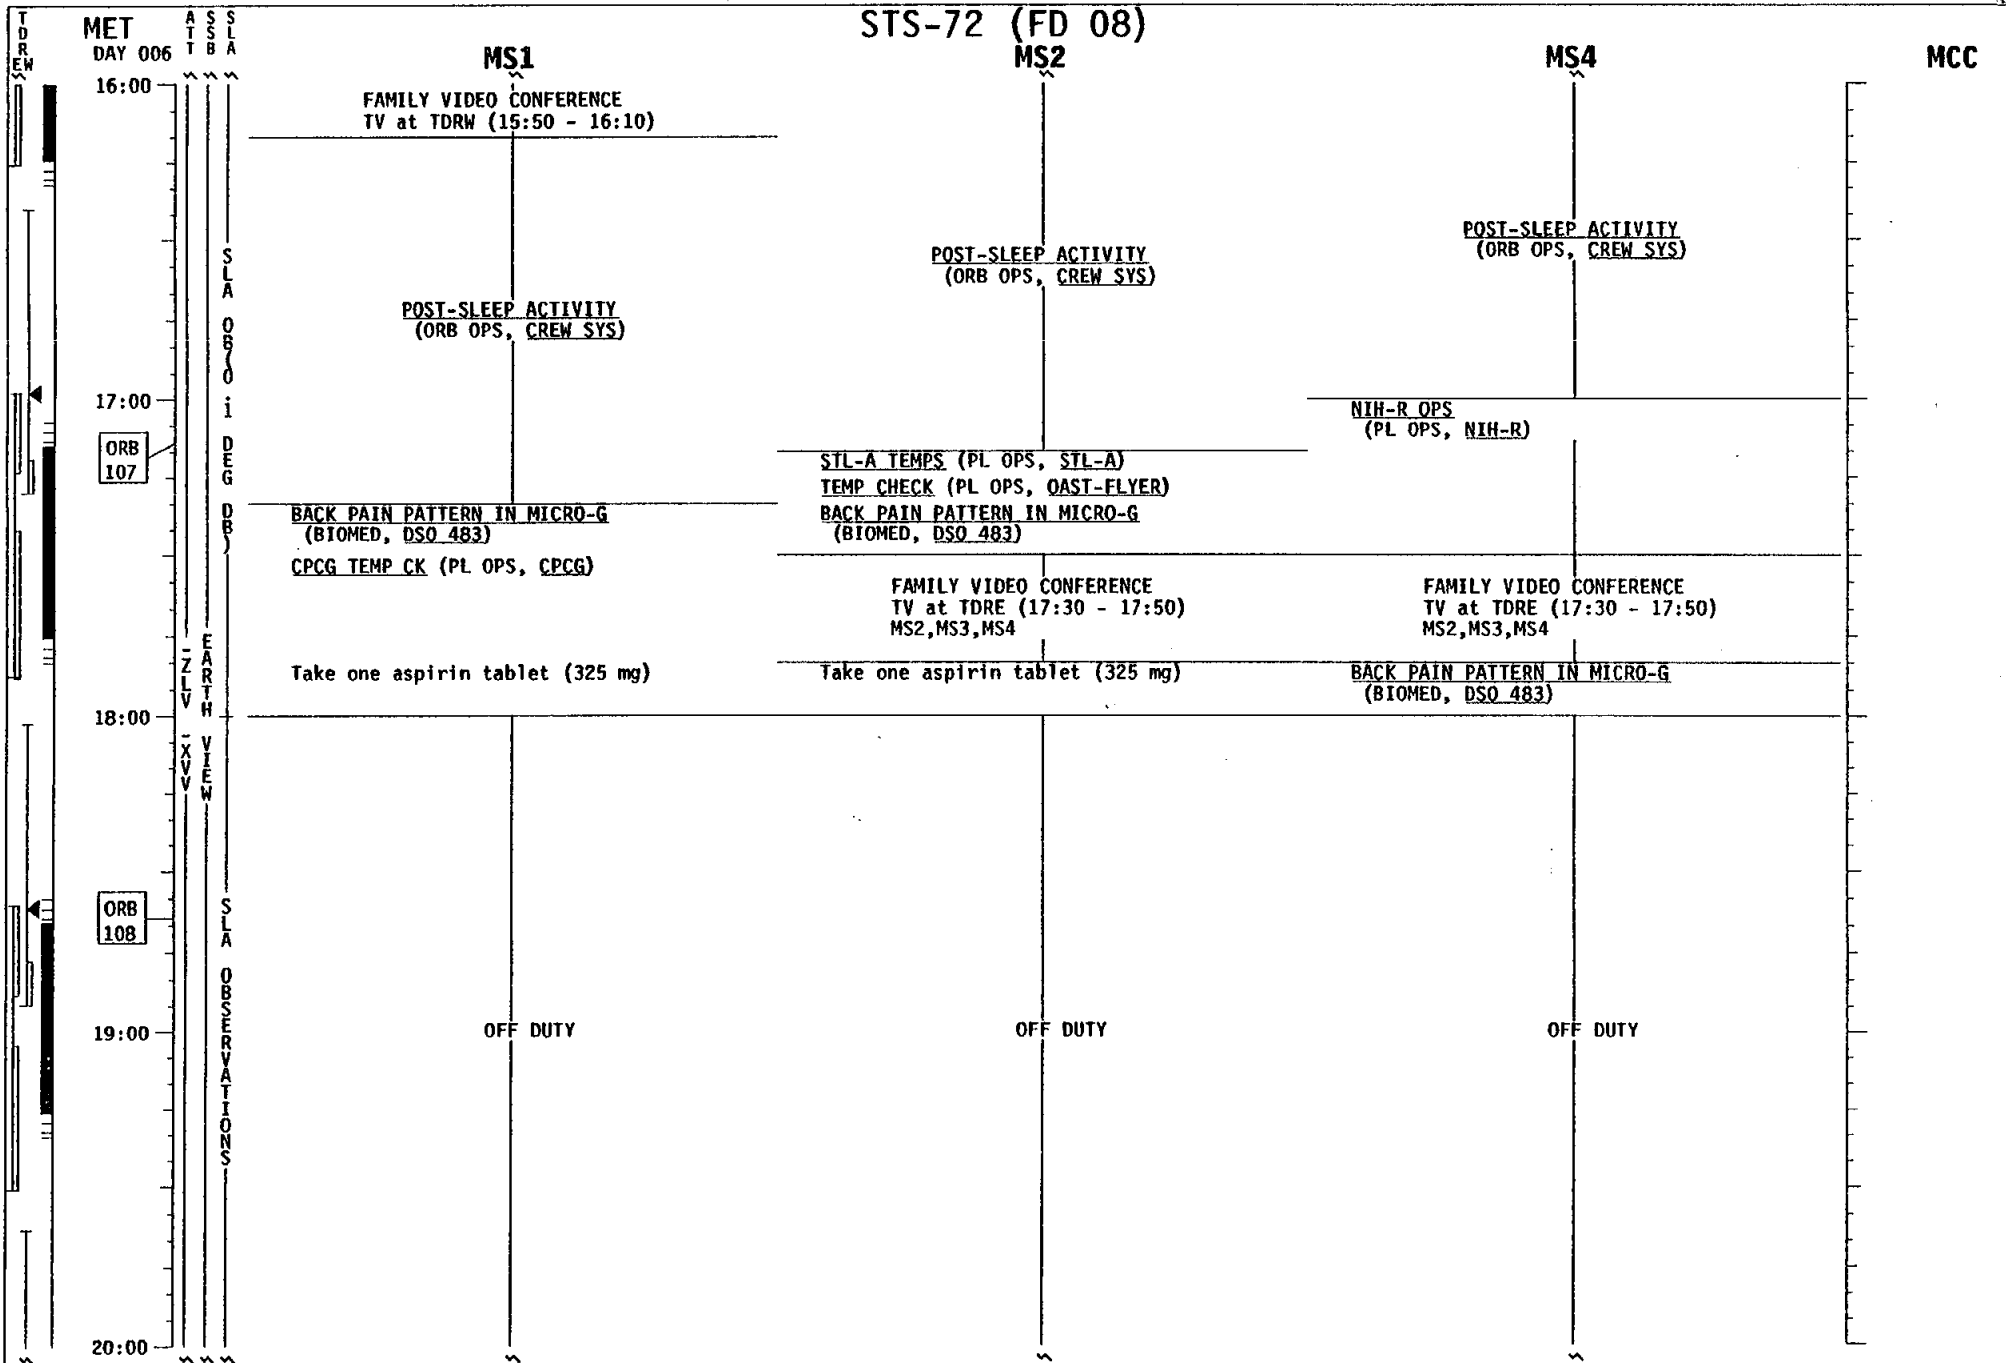 STS-72 (FD 08)
TDREW
MET
DAY 006
ATT
SSB
SLA
MS1
MS2
MS4
MCC
16:00
FAMILY VIDEO CONFERENCE
TV at TDRW (15:50 - 16:10)
POST-SLEEP ACTIVITY
(ORB OPS, CREW SYS)
POST-SLEEP ACTIVITY
(ORB OPS, CREW SYS)
POST-SLEEP ACTIVITY
(ORB OPS, CREW SYS)
SLA OB(0 i DEG DB)
17:00
NIH-R OPS
(PL OPS, NIH-R)
ORB
107
STL-A TEMPS (PL OPS, STL-A)
TEMP CHECK (PL OPS, OAST-FLYER)
BACK PAIN PATTERN IN MICRO-G
(BIOMED, DSO 483)
BACK PAIN PATTERN IN MICRO-G
(BIOMED, DSO 483)
CPCG TEMP CK (PL OPS, CPCG)
FAMILY VIDEO CONFERENCE
TV at TDRE (17:30 - 17:50)
MS2,MS3,MS4
FAMILY VIDEO CONFERENCE
TV at TDRE (17:30 - 17:50)
MS2,MS3,MS4
-ZLV -XVV
EARTH VIEW
Take one aspirin tablet (325 mg)
Take one aspirin tablet (325 mg)
BACK PAIN PATTERN IN MICRO-G
(BIOMED, DSO 483)
18:00
ORB
108
SLA OBSERVATIONS
19:00
OFF DUTY
OFF DUTY
OFF DUTY
20:00